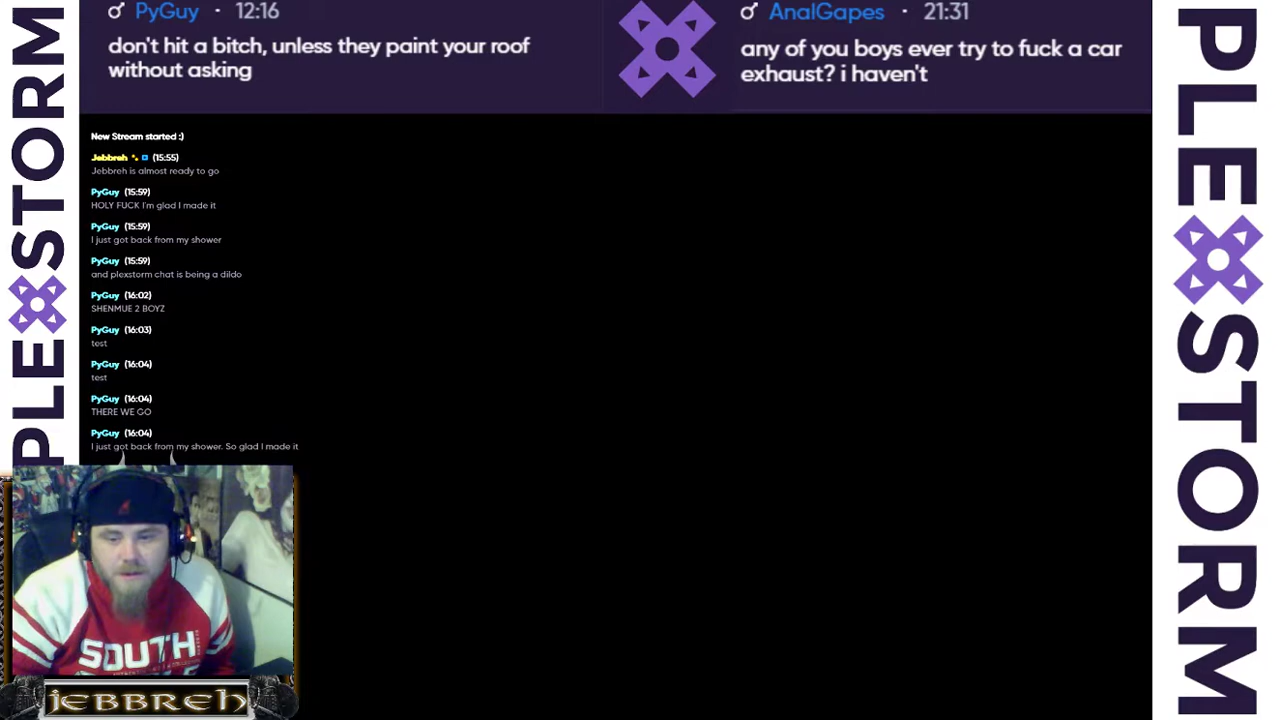 PLEXSTORM
PyGuy · 12:16
don't hit a bitch, unless they paint your roof
without asking
AnalGapes · 21:31
any of you boys ever try to fuck a car
exhaust? i haven't
New Stream started :)
Jebbreh (15:55)
Jebbreh is almost ready to go
PyGuy (15:59)
HOLY FUCK I'm glad I made it
PyGuy (15:59)
I just got back from my shower
PyGuy (15:59)
and plexstorm chat is being a dildo
PyGuy (16:02)
SHENMUE 2 BOYZ
PyGuy (16:03)
test
PyGuy (16:04)
test
PyGuy (16:04)
THERE WE GO
PyGuy (16:04)
I just got back from my shower. So glad I made it
SOUTH
JEBBREH
PLEXSTORM